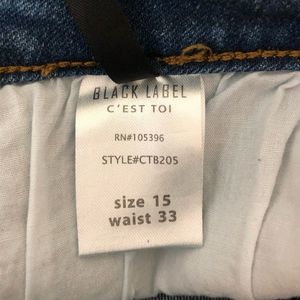 BLACK LABEL
C'EST TOI
RN#105396
STYLE#CTB205
size 15
waist 33